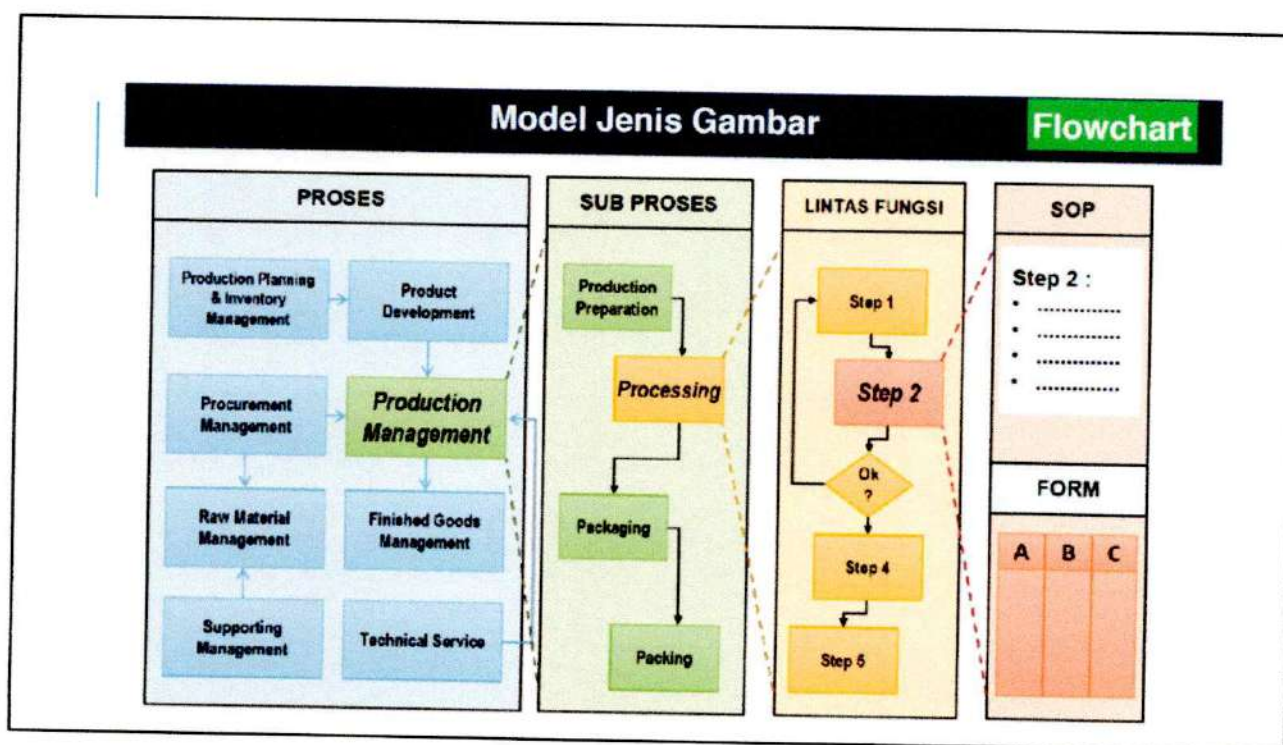 Model Jenis Gambar
Flowchart
PROSES
Production Planning
& Inventory
Management
Product
Development
Procurement
Management
Production
Management
Raw Material
Management
Finished Goods
Management
Supporting
Management
Technical Service
SUB PROSES
Production
Preparation
Processing
Packaging
Packing
LINTAS FUNGSI
Step 1
Step 2
Ok
?
Step 4
Step 5
SOP
Step 2 :
• ..............
• ..............
• ..............
• ..............
FORM
A B C